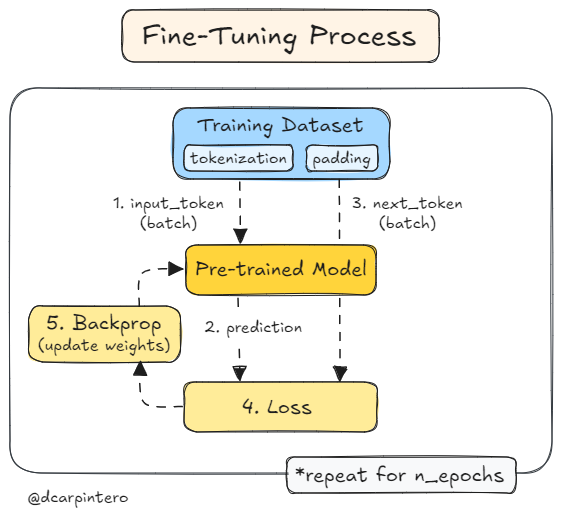 Fine-Tuning Process
Training Dataset
tokenization
padding
1. input_token
(batch)
3. next_token
(batch)
Pre-trained Model
5. Backprop
(update weights)
2. prediction
4. Loss
*repeat for n_epochs
@dcarpintero